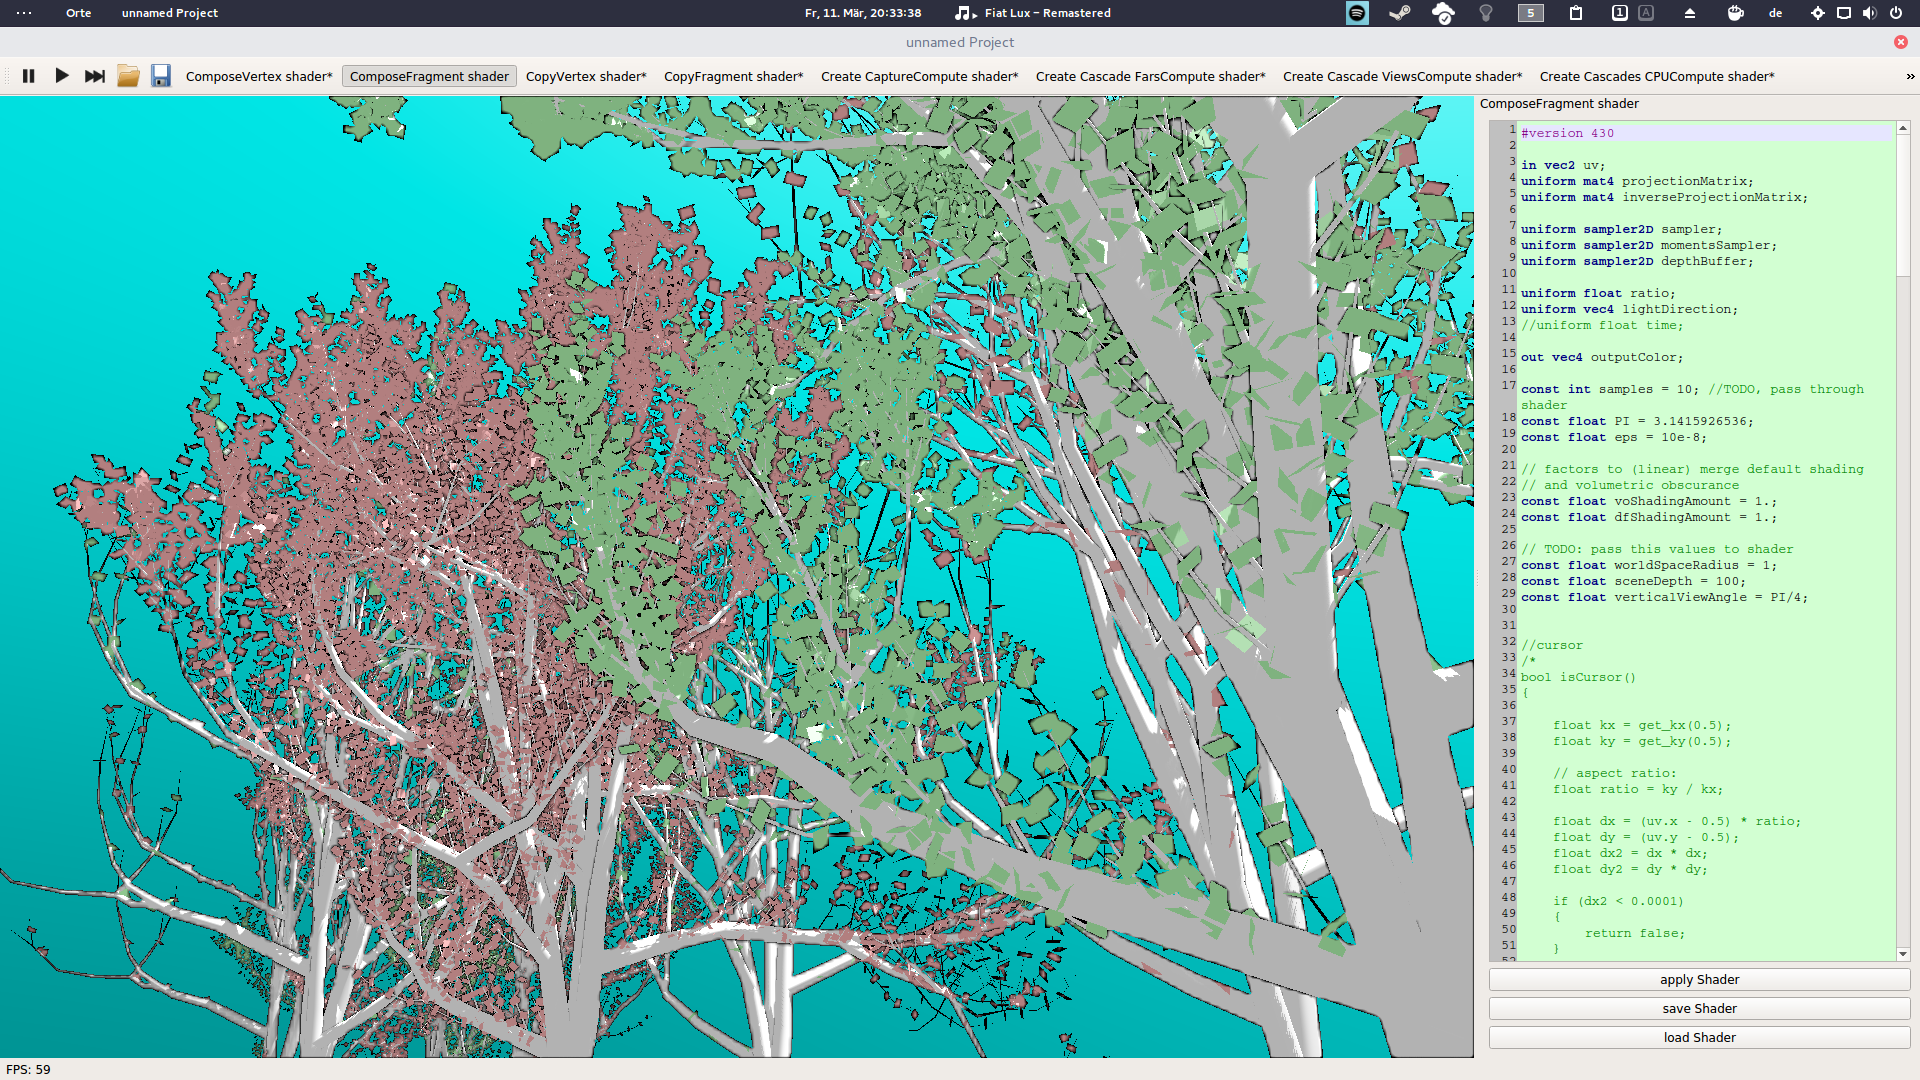 Orte
unnamed Project
Fr, 11. Mär, 20:33:38
Fiat Lux – Remastered
5
1
A
de
unnamed Project
ComposeVertex shader*
ComposeFragment shader
CopyVertex shader*
CopyFragment shader*
Create CaptureCompute shader*
Create Cascade FarsCompute shader*
Create Cascade ViewsCompute shader*
Create Cascades CPUCompute shader*
»
ComposeFragment shader
1 #version 430
2
3 in vec2 uv;
4 uniform mat4 projectionMatrix;
5 uniform mat4 inverseProjectionMatrix;
6
7 uniform sampler2D sampler;
8 uniform sampler2D momentsSampler;
9 uniform sampler2D depthBuffer;
10
11 uniform float ratio;
12 uniform vec4 lightDirection;
13 //uniform float time;
14
15 out vec4 outputColor;
16
17 const int samples = 10; //TODO, pass through
shader
18 const float PI = 3.1415926536;
19 const float eps = 10e-8;
20
21 // factors to (linear) merge default shading
22 // and volumetric obscurance
23 const float voShadingAmount = 1.;
24 const float dfShadingAmount = 1.;
25
26 // TODO: pass this values to shader
27 const float worldSpaceRadius = 1;
28 const float sceneDepth = 100;
29 const float verticalViewAngle = PI/4;
30
31
32 //cursor
33 /*
34 bool isCursor()
35 {
36
37 float kx = get_kx(0.5);
38 float ky = get_ky(0.5);
39
40 // aspect ratio:
41 float ratio = ky / kx;
42
43 float dx = (uv.x - 0.5) * ratio;
44 float dy = (uv.y - 0.5);
45 float dx2 = dx * dx;
46 float dy2 = dy * dy;
47
48 if (dx2 < 0.0001)
49 {
50 return false;
51 }
52
apply Shader
save Shader
load Shader
FPS: 59